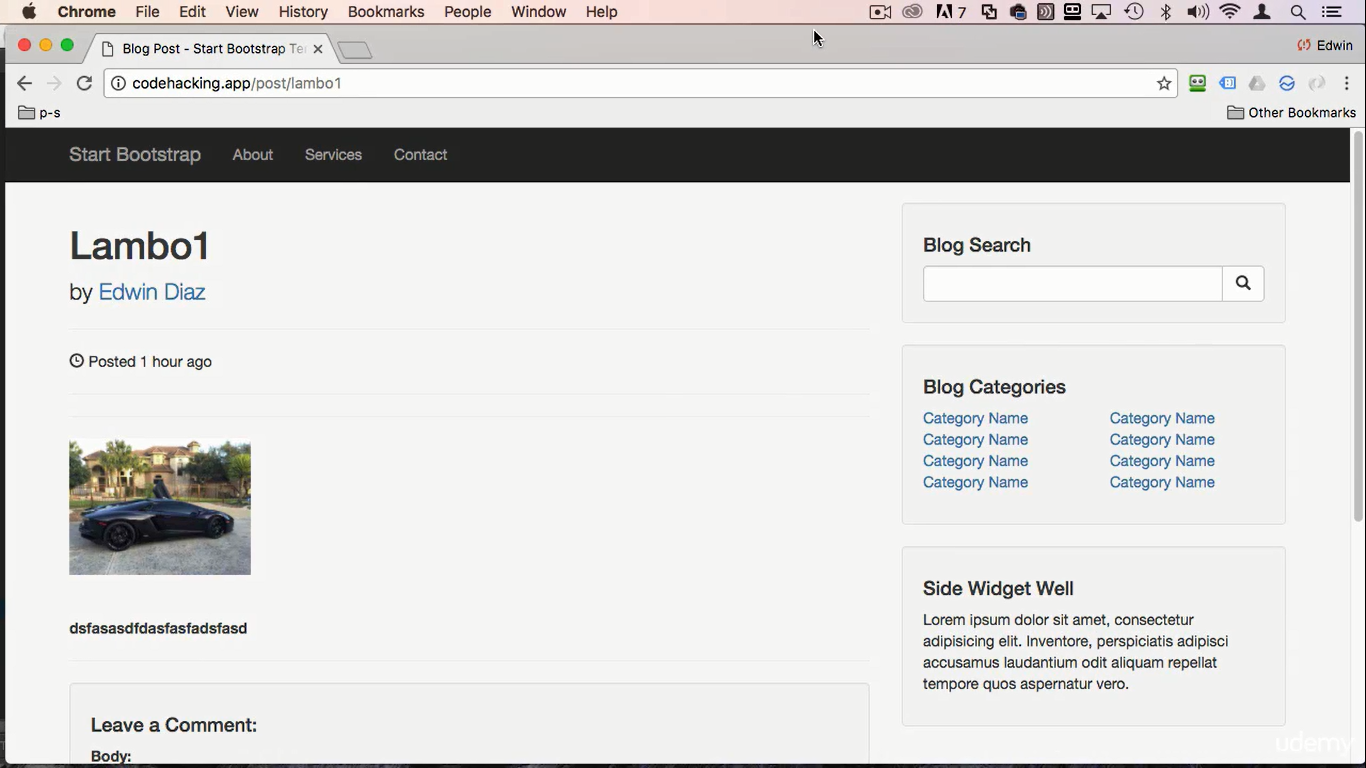 Chrome File Edit View History Bookmarks People Window Help 7
Blog Post - Start Bootstrap Te
Edwin
codehacking.app/post/lambo1
p-s
Other Bookmarks
Start Bootstrap About Services Contact
Lambo1
by Edwin Diaz
Posted 1 hour ago
dsfasasdfdasfasfadsfasd
Leave a Comment:
Body:
Blog Search
Blog Categories
Category Name Category Name
Category Name Category Name
Category Name Category Name
Category Name Category Name
Side Widget Well
Lorem ipsum dolor sit amet, consectetur
adipisicing elit. Inventore, perspiciatis adipisci
accusamus laudantium odit aliquam repellat
tempore quos aspernatur vero.
udemy